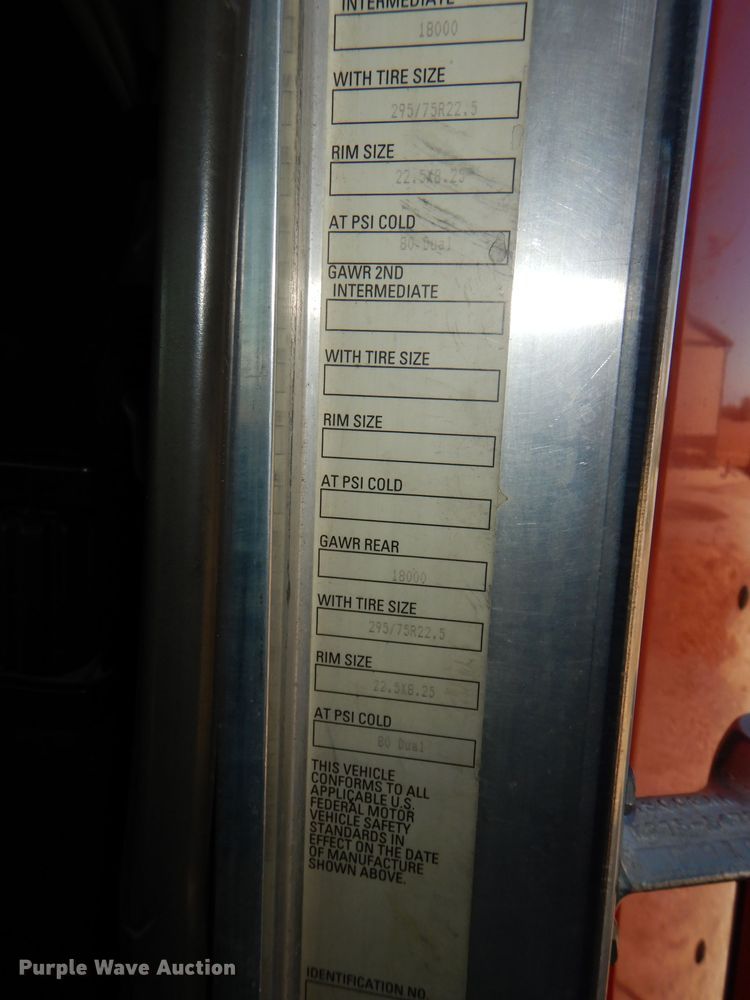 INTERMEDIATE
18000
WITH TIRE SIZE
295/75R22.5
RIM SIZE
22.5X8.25
AT PSI COLD
80 Dual
GAWR 2ND
INTERMEDIATE
WITH TIRE SIZE
RIM SIZE
AT PSI COLD
GAWR REAR
18000
WITH TIRE SIZE
295/75R22.5
RIM SIZE
22.5X8.25
AT PSI COLD
80 Dual
THIS VEHICLE
CONFORMS TO ALL
APPLICABLE U.S.
FEDERAL MOTOR
VEHICLE SAFETY
STANDARDS IN
EFFECT ON THE DATE
OF MANUFACTURE
SHOWN ABOVE.
IDENTIFICATION NO.
Purple Wave Auction